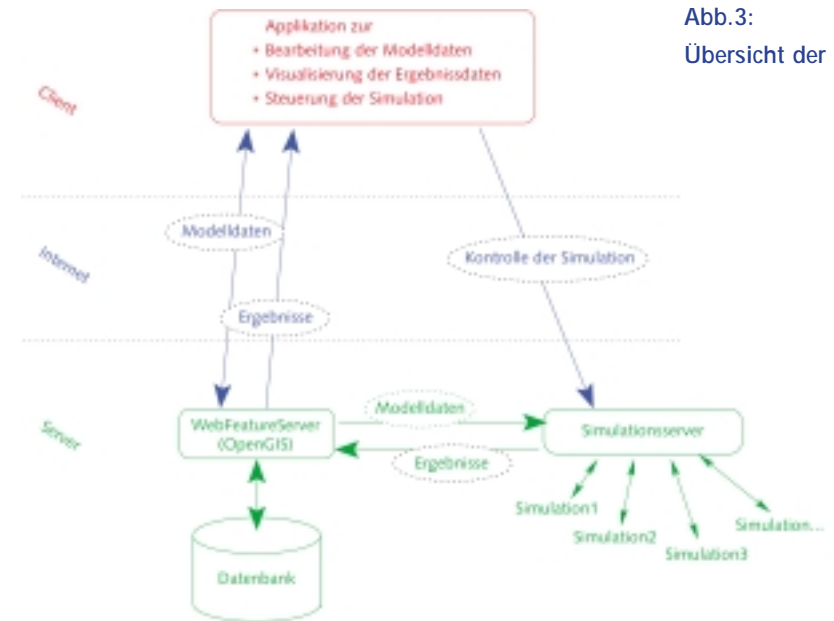 Abb.3:
Übersicht der
Applikation zur
• Bearbeitung der Modelldaten
• Visualisierung der Ergebnissdaten
• Steuerung der Simulation
Client
Modelldaten
Internet
Kontrolle der Simulation
Ergebnisse
Server
WebFeatureServer
(OpenGIS)
Modelldaten
Simulationsserver
Ergebnisse
Simulation1
Simulation2
Simulation3
Simulation...
Datenbank